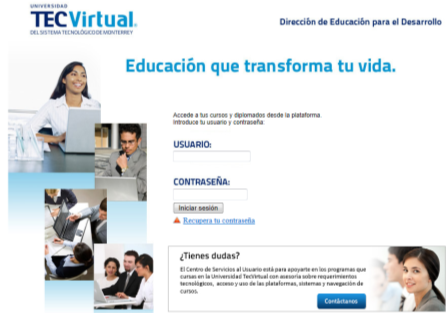 UNIVERSIDAD
TECVirtual.
DEL SISTEMA TECNOLÓGICO DE MONTERREY
Dirección de Educación para el Desarrollo
Educación que transforma tu vida.
Accede a tus cursos y diplomados desde la plataforma.
Introduce tu usuario y contraseña
USUARIO:
CONTRASEÑA:
Iniciar sesión
Recupera tu contraseña
¿Tienes dudas?
El Centro de Servicios al Usuario está para apoyarte en los programas que
cursas en la Universidad TecVirtual con asesoría sobre requerimientos
tecnológicos, acceso y uso de las plataformas, sistemas y navegación de
cursos.
Contáctanos